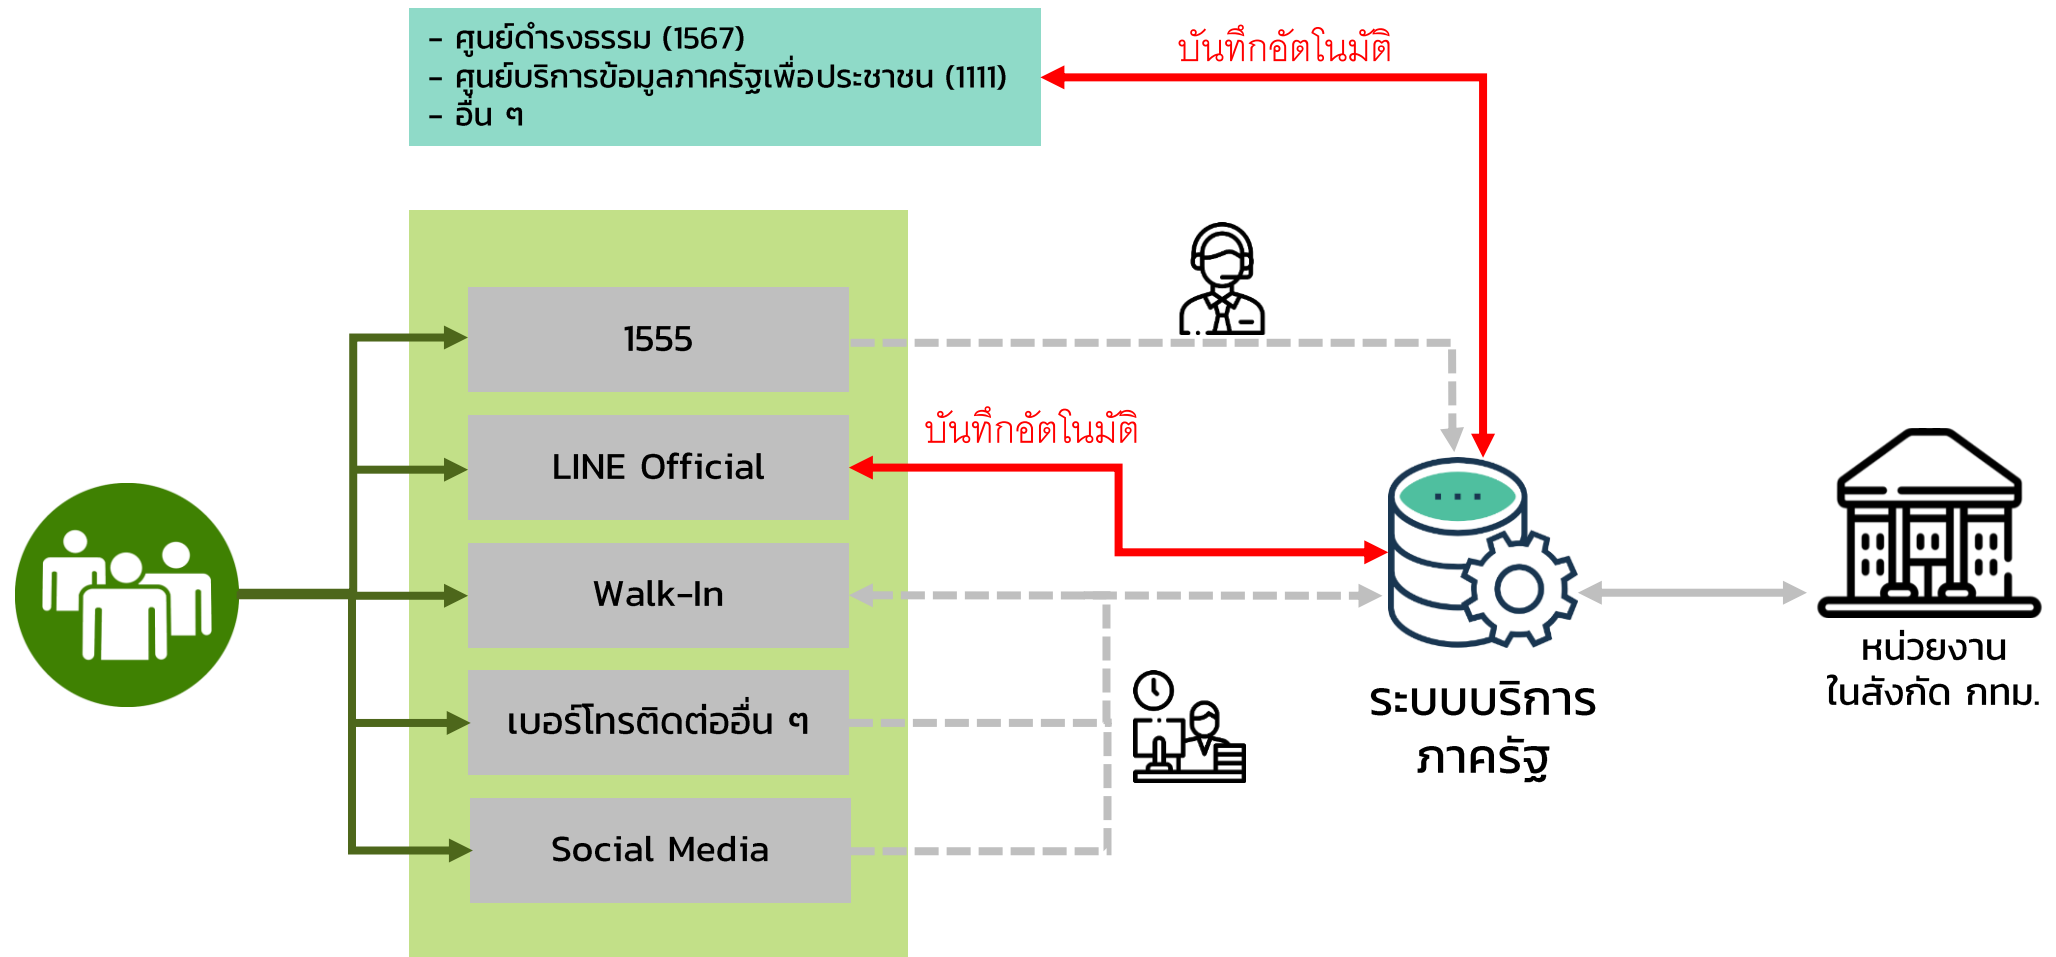 - ศูนย์ดำรงธรรม (1567)
- ศูนย์บริการข้อมูลภาครัฐเพื่อประชาชน (1111)
- อื่น ๆ
บันทึกอัตโนมัติ
1555
บันทึกอัตโนมัติ
LINE Official
Walk-In
เบอร์โทรติดต่ออื่น ๆ
Social Media
ระบบบริการ
ภาครัฐ
หน่วยงาน
ในสังกัด กทม.